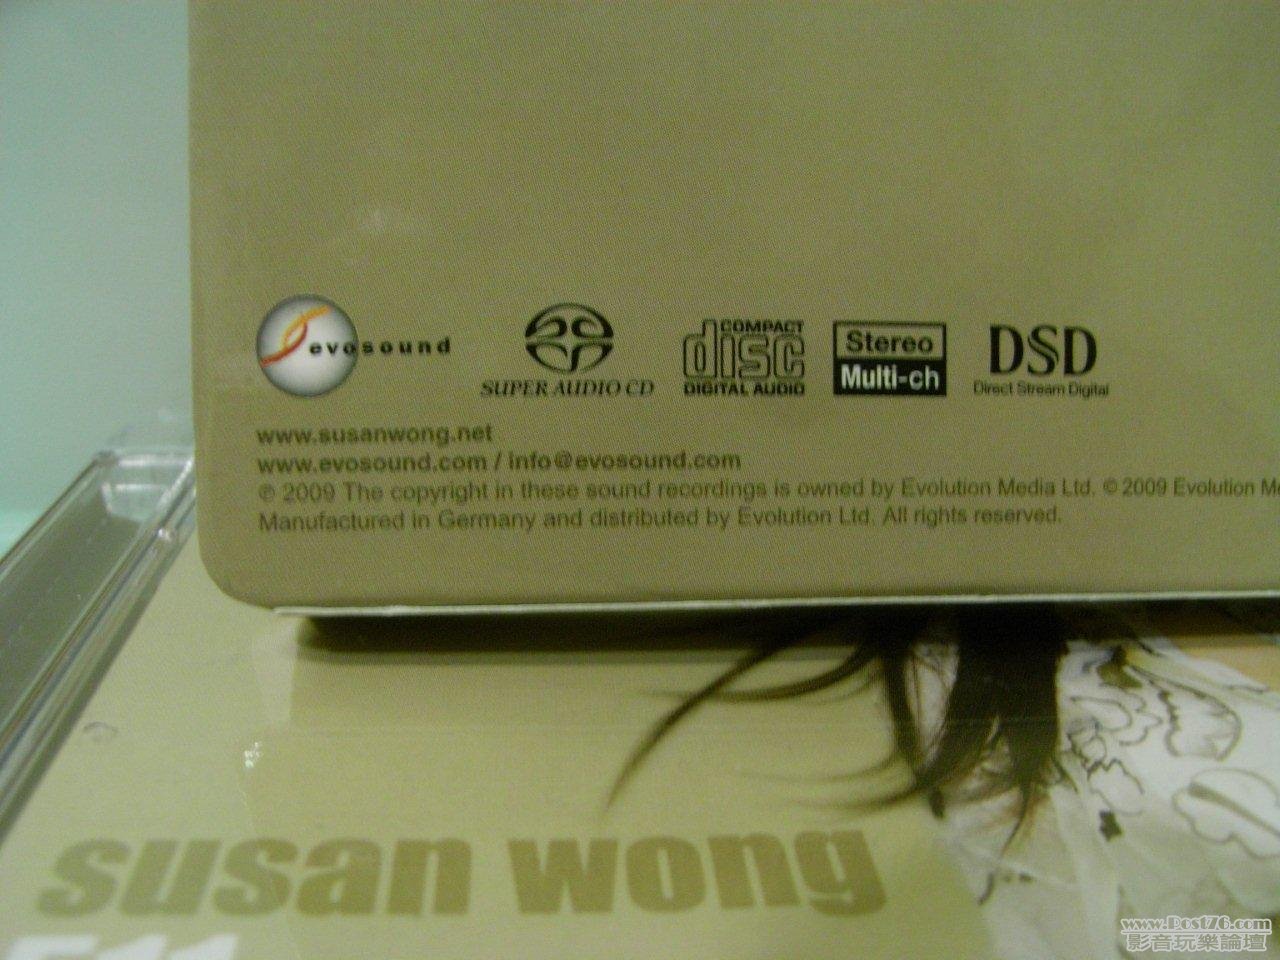 evosound
SUPER AUDIO CD
COMPACT
disc
DIGITAL AUDIO
Stereo
Multi-ch
DSD
Direct Stream Digital
www.susanwong.net
www.evosound.com / info@evosound.com
℗ 2009 The copyright in these sound recordings is owned by Evolution Media Ltd. © 2009 Evolution
Manufactured in Germany and distributed by Evolution Ltd. All rights reserved.
susan wong
www.Post76.com
影音玩樂論壇